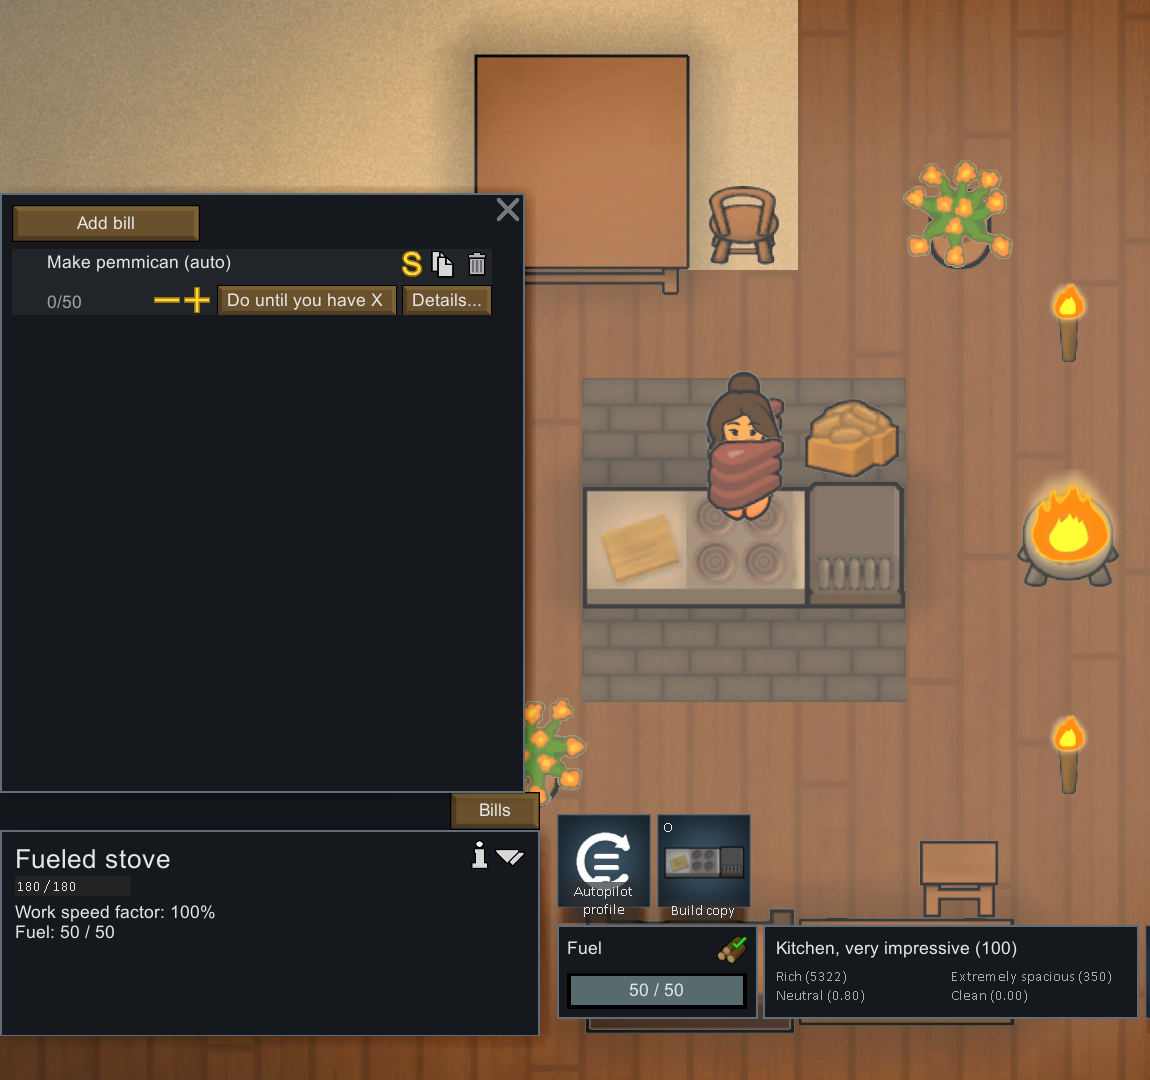 Add bill
Make pemmican (auto)
S
0/50
Do until you have X
Details...
Bills
Fueled stove
180 / 180
Work speed factor: 100%
Fuel: 50 / 50
Autopilot
profile
O
Build copy
Fuel
50 / 50
Kitchen, very impressive (100)
Rich (5322)
Extremely spacious (350)
Neutral (0.80)
Clean (0.00)